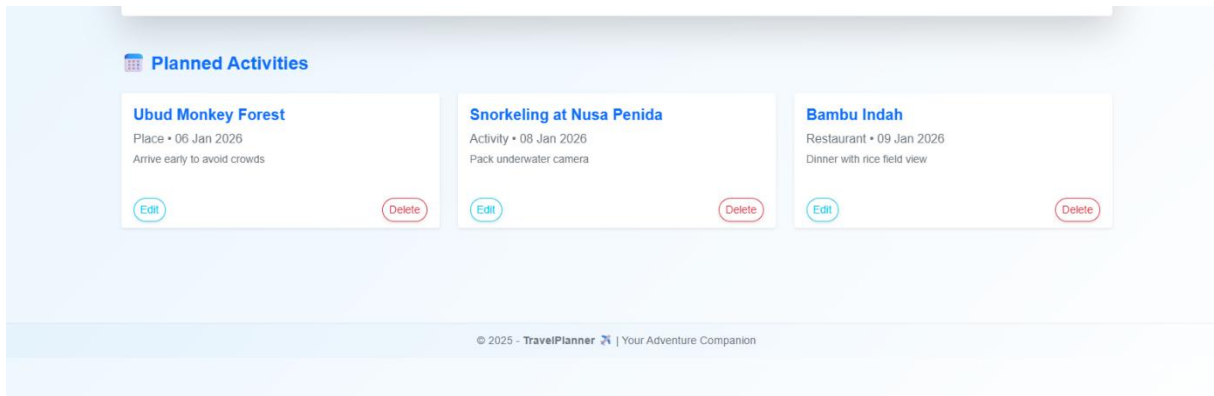 Planned Activities
Ubud Monkey Forest
Place • 06 Jan 2026
Arrive early to avoid crowds
Edit
Delete
Snorkeling at Nusa Penida
Activity • 08 Jan 2026
Pack underwater camera
Edit
Delete
Bambu Indah
Restaurant • 09 Jan 2026
Dinner with rice field view
Edit
Delete
© 2025 - TravelPlanner ✈️ | Your Adventure Companion